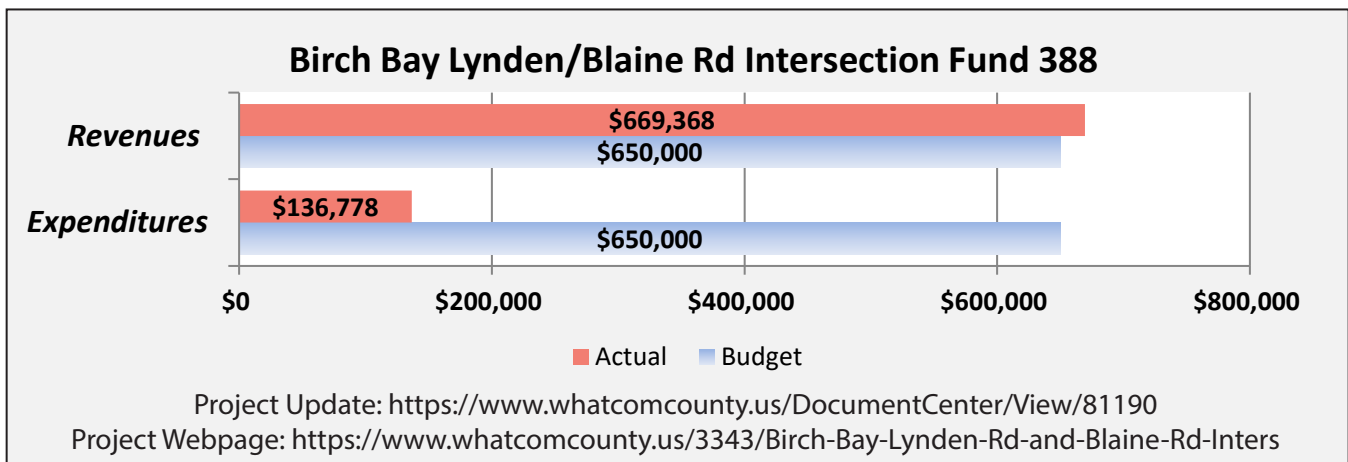 Birch Bay Lynden/Blaine Rd Intersection Fund 388
Revenues
$669,368
$650,000
Expenditures
$136,778
$650,000
$0 $200,000 $400,000 $600,000 $800,000
Actual Budget
Project Update: https://www.whatcomcounty.us/DocumentCenter/View/81190
Project Webpage: https://www.whatcomcounty.us/3343/Birch-Bay-Lynden-Rd-and-Blaine-Rd-Inters